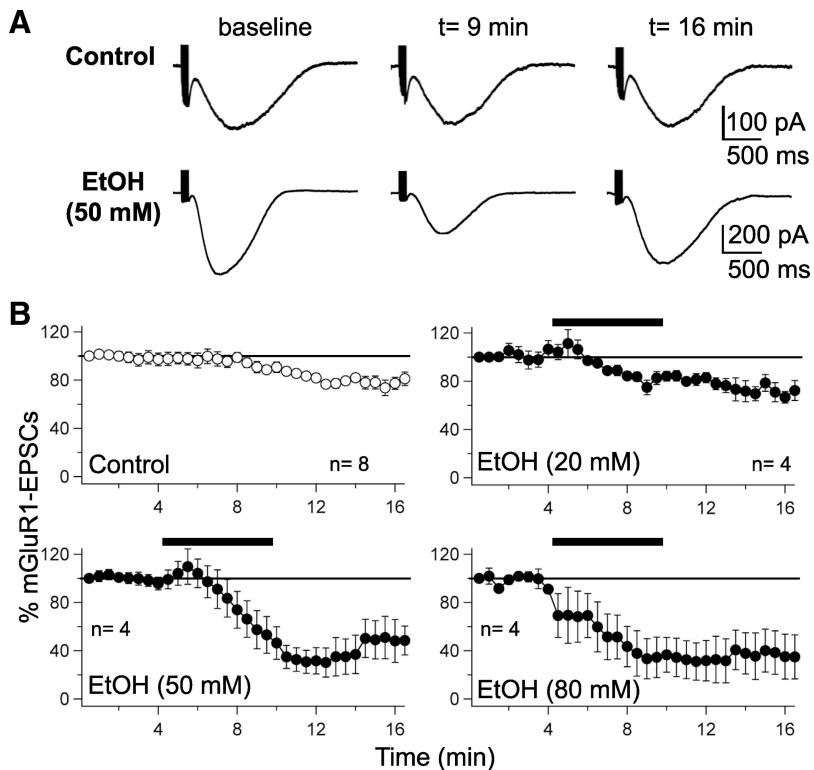 A
baseline
t= 9 min
t= 16 min
Control
100 pA
500 ms
EtOH
(50 mM)
200 pA
500 ms
B
% mGluR1-EPSCs
120
80
40
0
Control
n= 8
4
8
12
16
120
80
40
0
EtOH (20 mM)
n= 4
4
8
12
16
120
80
40
0
n= 4
EtOH (50 mM)
4
8
12
16
120
80
40
0
n= 4
EtOH (80 mM)
4
8
12
16
Time (min)